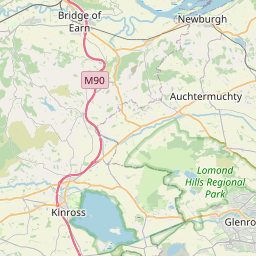 Bridge of
Earn
Newburgh
M90
Auchtermuchty
Lomond
Hills Regional
Park
Kinross
Glenro